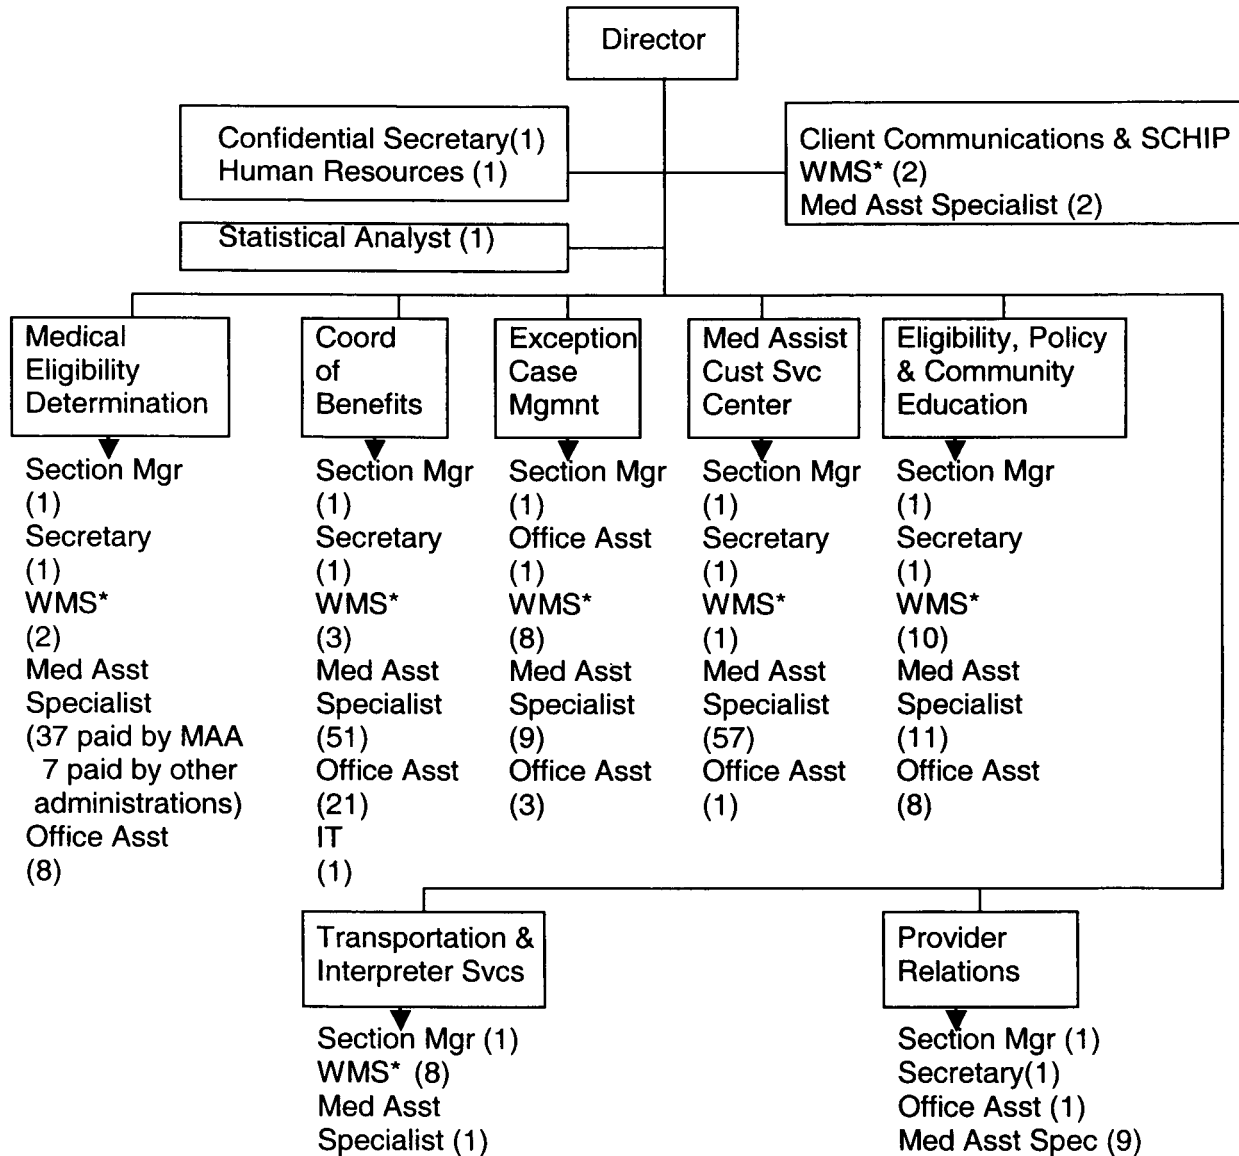 Director
Confidential Secretary(1)
Human Resources (1)
Client Communications & SCHIP
WMS* (2)
Med Asst Specialist (2)
Statistical Analyst (1)
Medical
Eligibility
Determination
Section Mgr
(1)
Secretary
(1)
WMS*
(2)
Med Asst
Specialist
(37 paid by MAA
7 paid by other
administrations)
Office Asst
(8)
Coord
of
Benefits
Section Mgr
(1)
Secretary
(1)
WMS*
(3)
Med Asst
Specialist
(51)
Office Asst
(21)
IT
(1)
Exception
Case
Mgmnt
Section Mgr
(1)
Office Asst
(1)
WMS*
(8)
Med Asst
Specialist
(9)
Office Asst
(3)
Med Assist
Cust Svc
Center
Section Mgr
(1)
Secretary
(1)
WMS*
(1)
Med Asst
Specialist
(57)
Office Asst
(1)
Eligibility, Policy
& Community
Education
Section Mgr
(1)
Secretary
(1)
WMS*
(10)
Med Asst
Specialist
(11)
Office Asst
(8)
Transportation &
Interpreter Svcs
Section Mgr (1)
WMS* (8)
Med Asst
Specialist (1)
Provider
Relations
Section Mgr (1)
Secretary(1)
Office Asst (1)
Med Asst Spec (9)